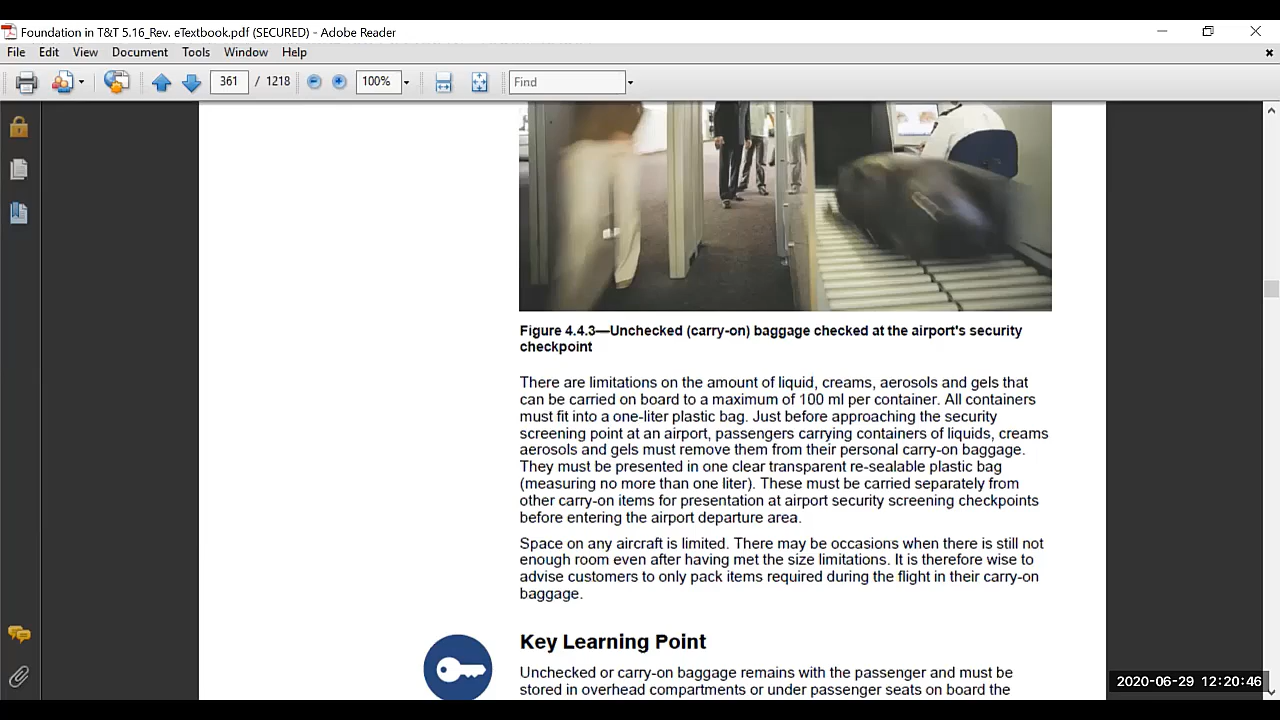 Foundation in T&T 5.16_Rev. eTextbook.pdf (SECURED) - Adobe Reader
File Edit View Document Tools Window Help
361 / 1218 100% Find
Figure 4.4.3—Unchecked (carry-on) baggage checked at the airport's security
checkpoint
There are limitations on the amount of liquid, creams, aerosols and gels that
can be carried on board to a maximum of 100 ml per container. All containers
must fit into a one-liter plastic bag. Just before approaching the security
screening point at an airport, passengers carrying containers of liquids, creams
aerosols and gels must remove them from their personal carry-on baggage.
They must be presented in one clear transparent re-sealable plastic bag
(measuring no more than one liter). These must be carried separately from
other carry-on items for presentation at airport security screening checkpoints
before entering the airport departure area.
Space on any aircraft is limited. There may be occasions when there is still not
enough room even after having met the size limitations. It is therefore wise to
advise customers to only pack items required during the flight in their carry-on
baggage.
Key Learning Point
Unchecked or carry-on baggage remains with the passenger and must be
stored in overhead compartments or under passenger seats on board the
2020-06-29 12:20:46